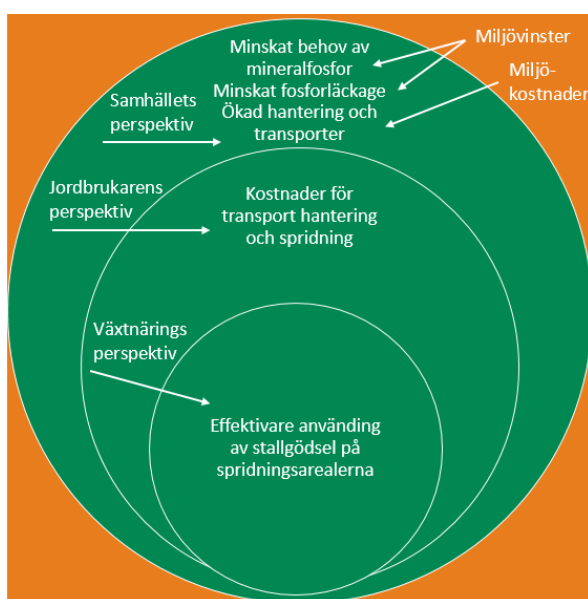 Minskat behov av
mineralfosfor
Minskat fosforläckage
Ökad hantering och
transporter
Miljövinster
Miljö-
kostnader
Samhällets
perspektiv
Jordbrukarens
perspektiv
Kostnader för
transport hantering
och spridning
Växtnärings
perspektiv
Effektivare använding
av stallgödsel på
spridningsarealerna